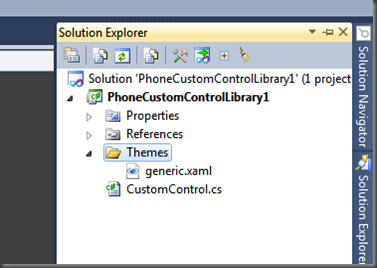 Solution Explorer
Solution 'PhoneCustomControlLibrary1' (1 project
PhoneCustomControlLibrary1
Properties
References
Themes
generic.xaml
CustomControl.cs
Solution Navigator
Solution Explorer